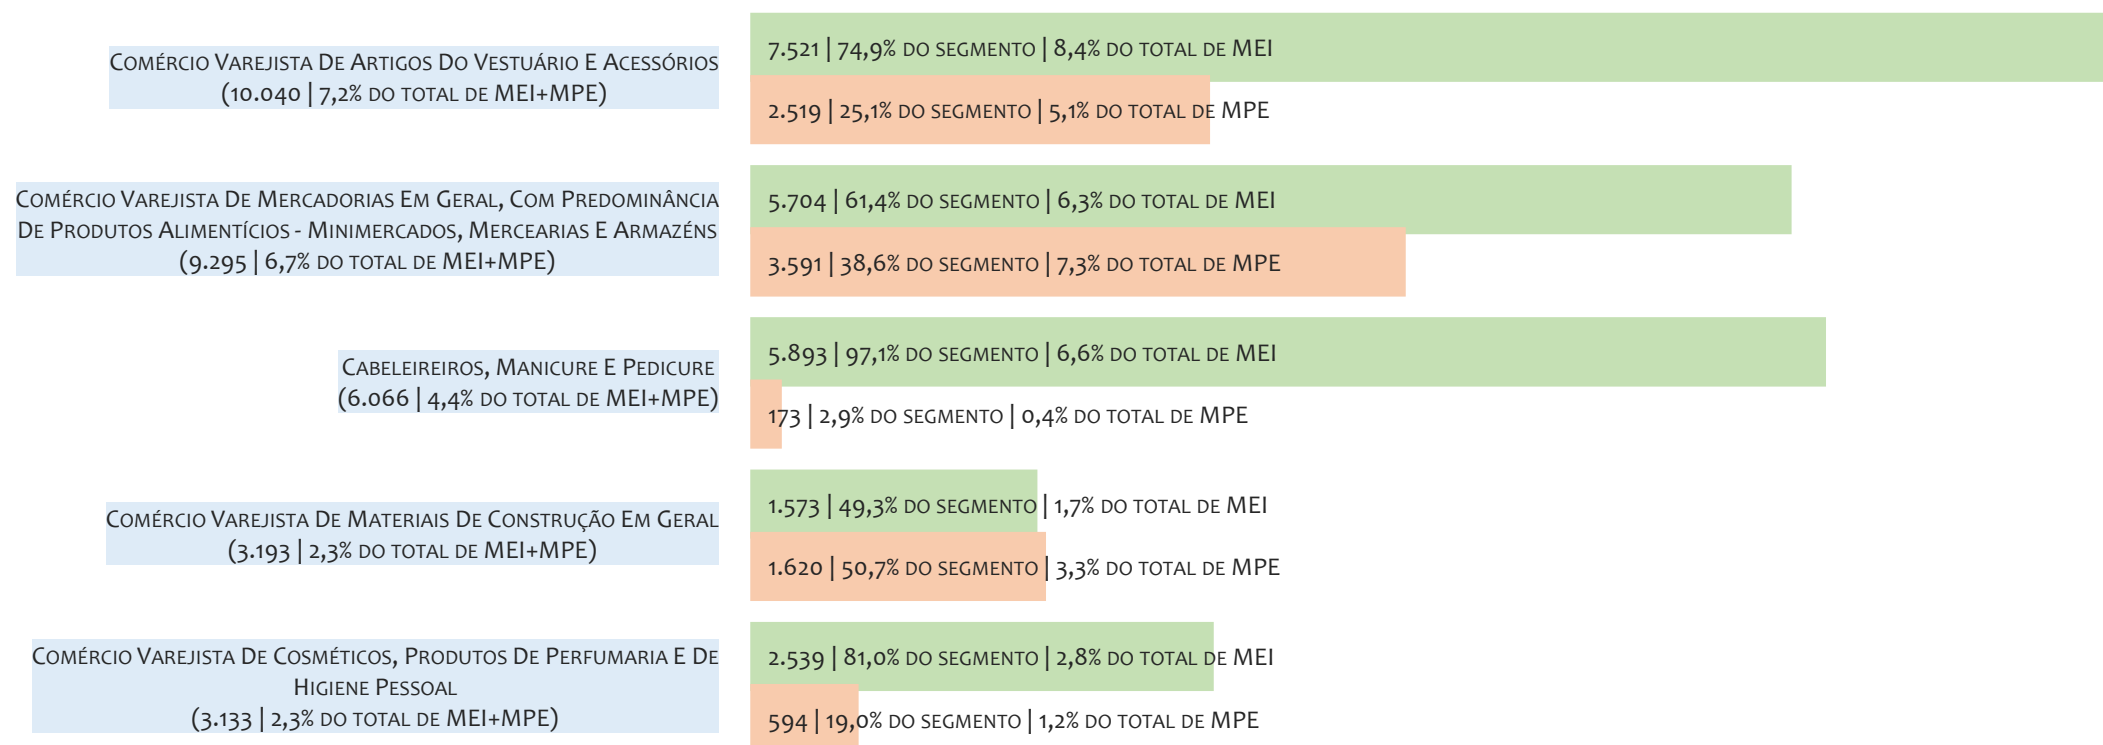 Comércio Varejista De Artigos Do Vestuário E Acessórios
(10.040 | 7,2% do total de MEI+MPE)
7.521 | 74,9% do segmento | 8,4% do total de MEI
2.519 | 25,1% do segmento | 5,1% do total de MPE
Comércio Varejista De Mercadorias Em Geral, Com Predominância
De Produtos Alimentícios - Minimercados, Mercearias E Armazéns
(9.295 | 6,7% do total de MEI+MPE)
5.704 | 61,4% do segmento | 6,3% do total de MEI
3.591 | 38,6% do segmento | 7,3% do total de MPE
Cabeleireiros, Manicure E Pedicure
(6.066 | 4,4% do total de MEI+MPE)
5.893 | 97,1% do segmento | 6,6% do total de MEI
173 | 2,9% do segmento | 0,4% do total de MPE
Comércio Varejista De Materiais De Construção Em Geral
(3.193 | 2,3% do total de MEI+MPE)
1.573 | 49,3% do segmento | 1,7% do total de MEI
1.620 | 50,7% do segmento | 3,3% do total de MPE
Comércio Varejista De Cosméticos, Produtos De Perfumaria E De
Higiene Pessoal
(3.133 | 2,3% do total de MEI+MPE)
2.539 | 81,0% do segmento | 2,8% do total de MEI
594 | 19,0% do segmento | 1,2% do total de MPE